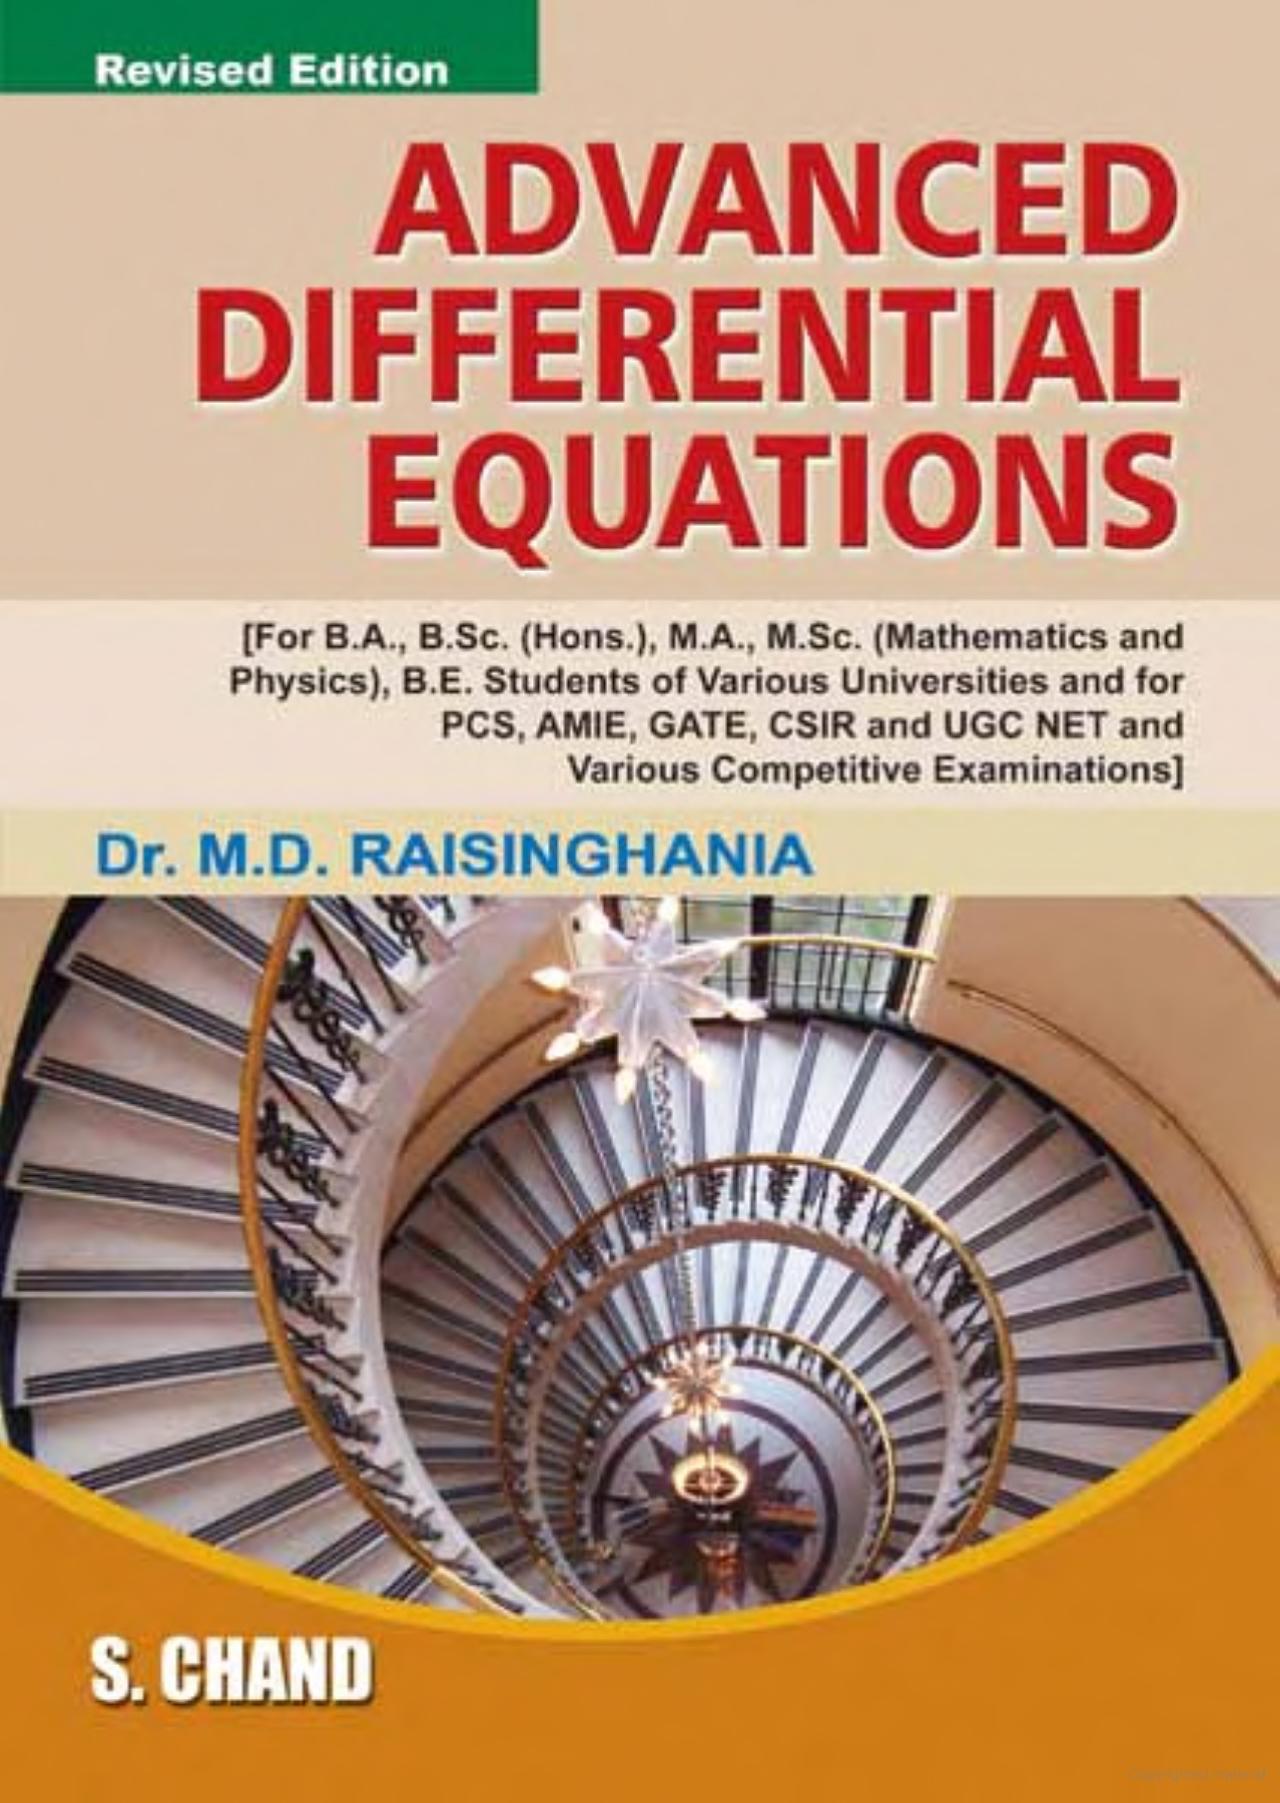 Revised Edition
ADVANCED
DIFFERENTIAL
EQUATIONS
[For B.A., B.Sc. (Hons.), M.A., M.Sc. (Mathematics and
Physics), B.E. Students of Various Universities and for
PCS, AMIE, GATE, CSIR and UGC NET and
Various Competitive Examinations]
Dr. M.D. RAISINGHANIA
S. CHAND